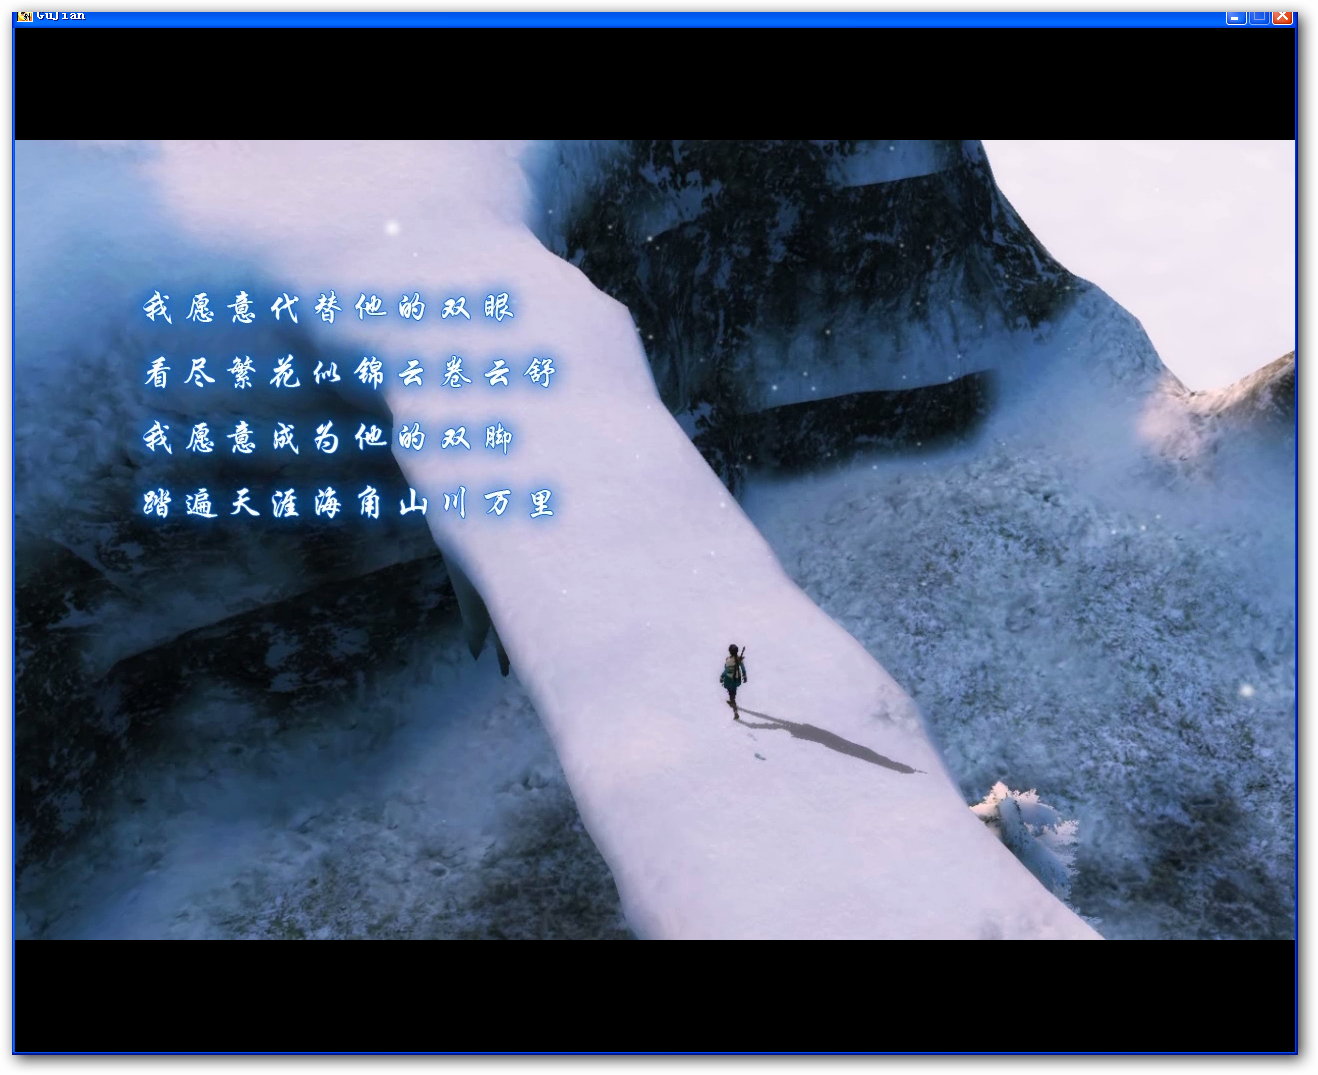 GuJian
我愿意代替他的双眼
看尽繁花似锦云卷云舒
我愿意成为他的双脚
踏遍天涯海角山川万里